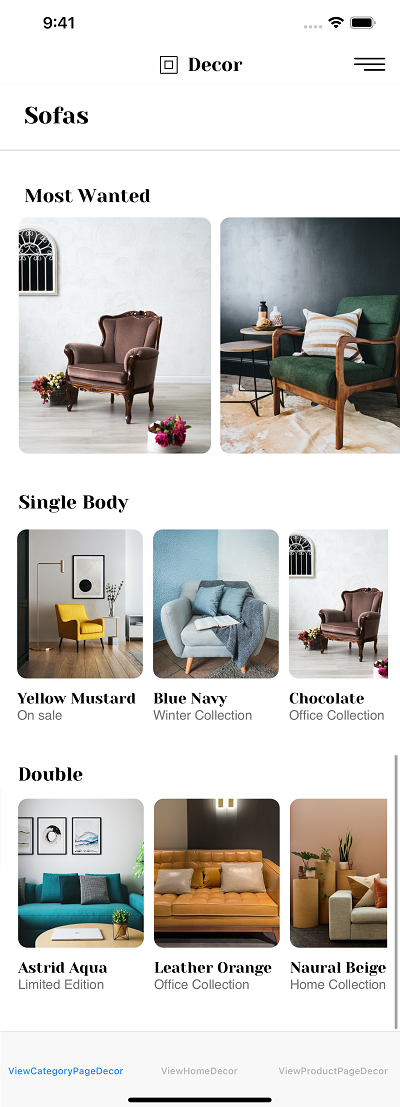 9:41
Decor
Sofas
Most Wanted
Single Body
Yellow Mustard Blue Navy Chocolate
On sale Winter Collection Office Collection
Double
Astrid Aqua Leather Orange Naural Beige
Limited Edition Office Collection Home Collection
ViewCategoryPageDecor ViewHomeDecor ViewProductPageDecor